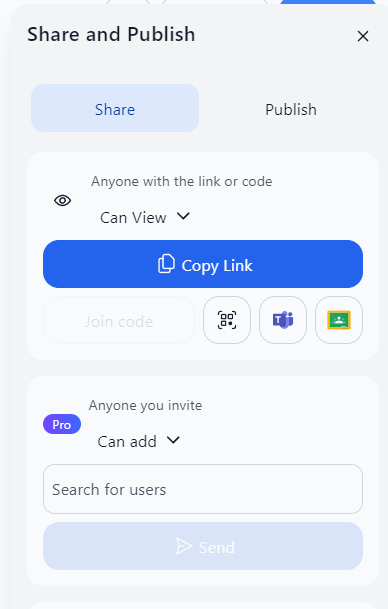 Share and Publish
Share
Publish
Anyone with the link or code
Can View
Copy Link
Join code
Anyone you invite
Pro
Can add
Search for users
Send